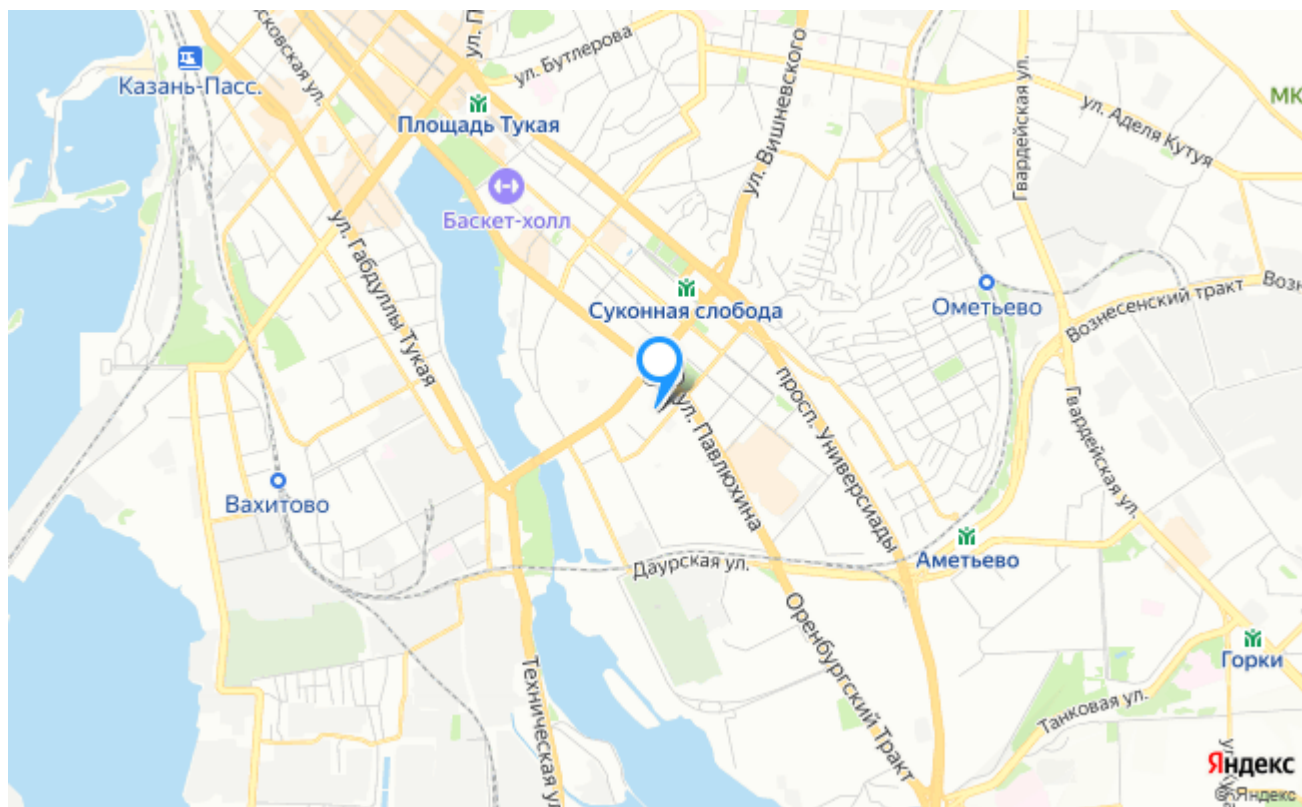 ул. Бутлерова
Казань-Пасс.
Площадь Тукая
Баскет-холл
ул. Вишневского
Гвардейская ул.
ул. Аделя Кутуя
ул. Габдуллы Тукая
Суконная слобода
Ометьево
Вознесенский тракт
просп. Универсиады
ул. Павлюхина
Гвардейская ул.
Вахитово
Даурская ул.
Аметьево
Оренбургский Тракт
Горки
Техническая ул
Танковая ул.
Яндекс
© Яндекс